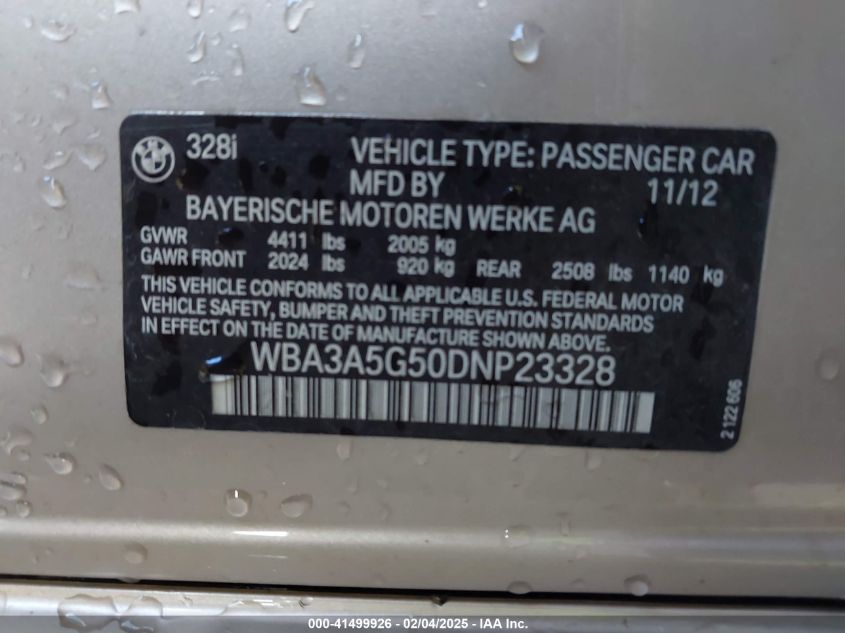 328i VEHICLE TYPE: PASSENGER CAR
MFD BY 11/12
BAYERISCHE MOTOREN WERKE AG
GVWR 4411 lbs 2005 kg
GAWR FRONT 2024 lbs 920 kg REAR 2508 lbs 1140 kg
THIS VEHICLE CONFORMS TO ALL APPLICABLE U.S. FEDERAL MOTOR
VEHICLE SAFETY, BUMPER AND THEFT PREVENTION STANDARDS
IN EFFECT ON THE DATE OF MANUFACTURE SHOWN ABOVE.
WBA3A5G50DNP23328
2 122 606
000-41499926 - 02/04/2025 - IAA Inc.